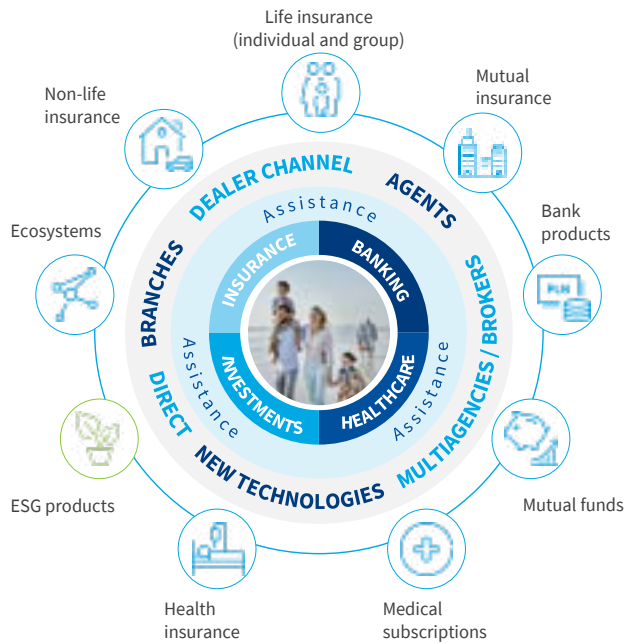 Life insurance
(individual and group)
Mutual
insurance
Bank
products
Mutual funds
Medical
subscriptions
Health
insurance
ESG products
Ecosystems
Non-life
insurance
DEALER CHANNEL
AGENTS
MULTIAGENCIES / BROKERS
NEW TECHNOLOGIES
DIRECT
BRANCHES
Assistance
Assistance
Assistance
INSURANCE
BANKING
HEALTHCARE
INVESTMENTS
PLN